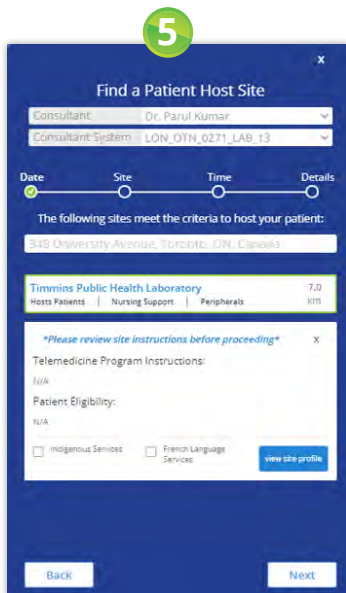 5
x
Find a Patient Host Site
Consultant Dr. Parul Kumar
Consultant System LON_OTN_0271_LAB_13
Date Site Time Details
The following sites meet the criteria to host your patient:
348 University Avenue, Toronto, ON, Canada
Timmins Public Health Laboratory 7.0
Hosts Patients | Nursing Support | Peripherals km
*Please review site instructions before proceeding* x
Telemedicine Program Instructions:
N/A
Patient Eligibility:
N/A
Indigenous Services French Language
Services
view site profile
Back Next